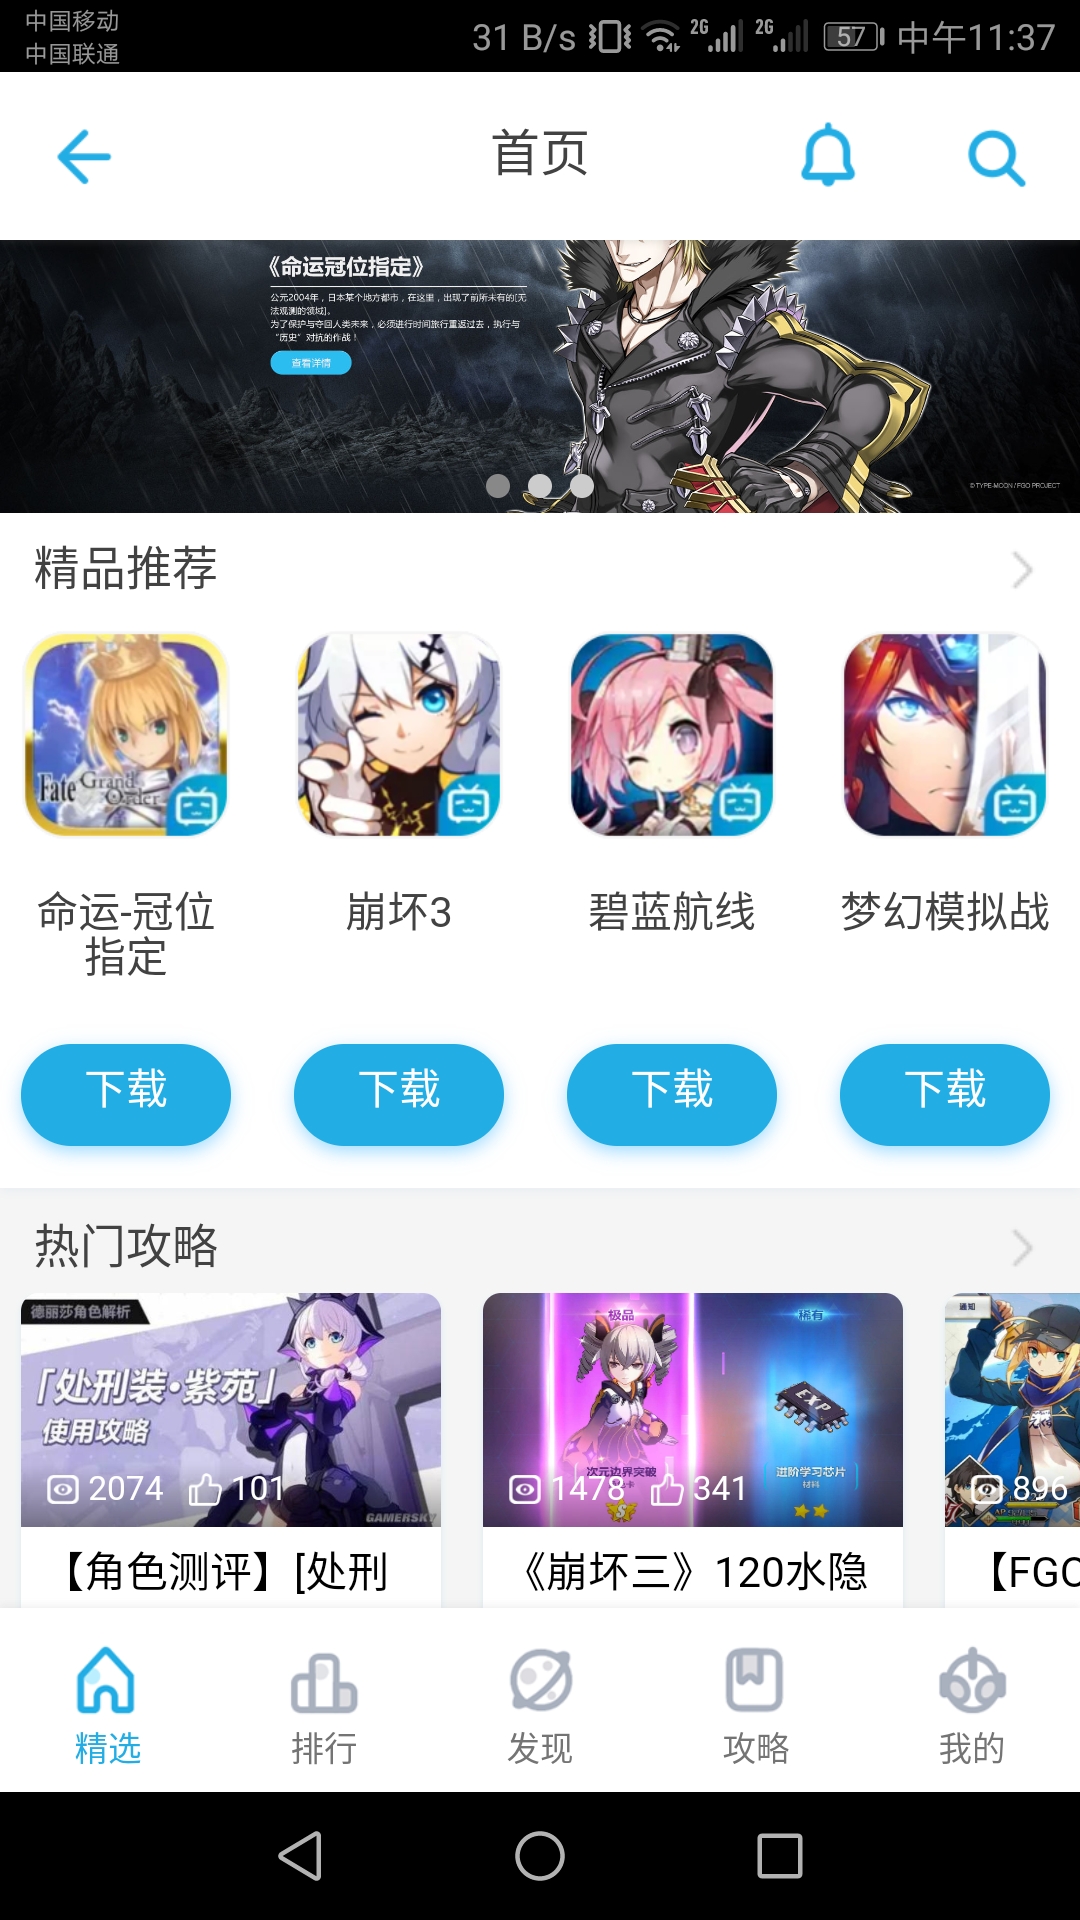 中国移动
中国联通
31 B/s
2G
2G
57
中午11:37
首页
《命运冠位指定》
公元2004年，日本某个地方都市，在这里，出现了前所未有的[无
法观测的领域]。
为了保护与夺回人类未来，必须进行时间旅行重返过去，执行与
“历史”对抗的作战！
查看详情
© TYPE-MOON / FGO PROJECT
精品推荐
Fate Grand Order
命运-冠位
指定
崩坏3
碧蓝航线
梦幻模拟战
下载
下载
下载
下载
热门攻略
德丽莎角色解析
「处刑装·紫苑」
使用攻略
2074
101
GAMERSKY
极品
稀有
EXP
次元边界突破
进阶学习芯片
材料
S
1478
341
通知
896
【角色测评】[处刑
《崩坏三》120水隐
【FGO
精选
排行
发现
攻略
我的